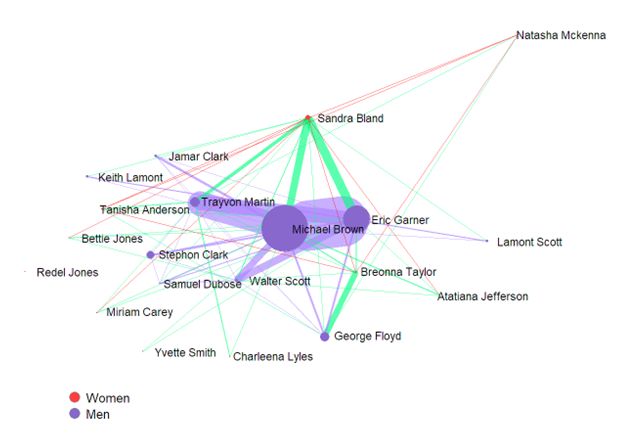 Natasha Mckenna
Sandra Bland
Jamar Clark
Keith Lamont
Trayvon Martin
Tanisha Anderson
Eric Garner
Michael Brown
Bettie Jones
Lamont Scott
Stephon Clark
Redel Jones
Breonna Taylor
Samuel Dubose
Walter Scott
Atatiana Jefferson
Miriam Carey
George Floyd
Yvette Smith
Charleena Lyles
Women
Men